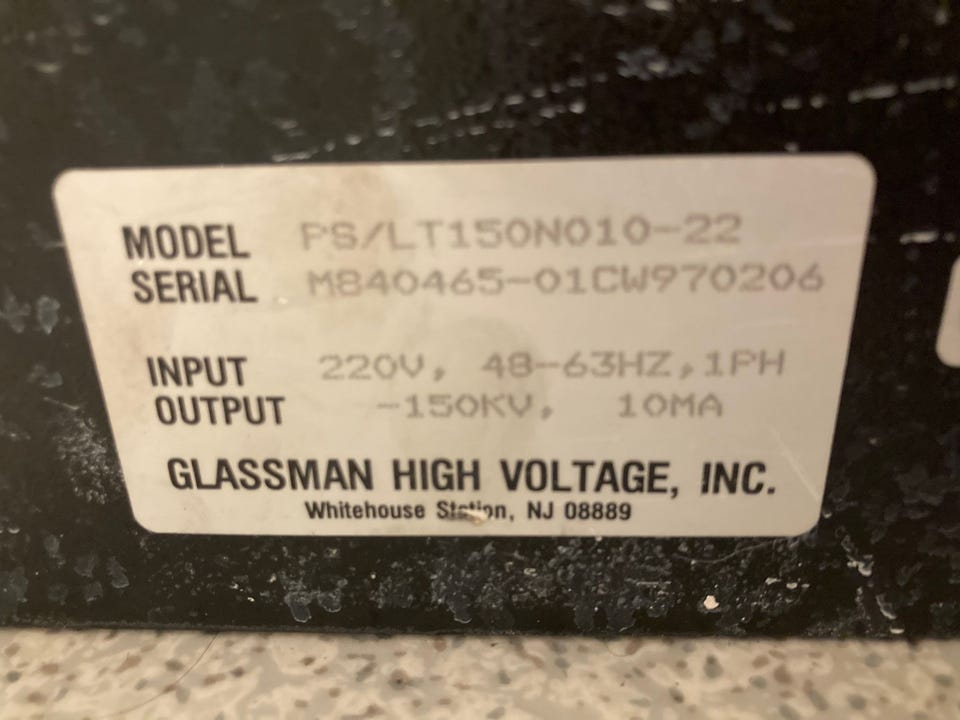 MODEL PS/LT150N010-22
SERIAL M840465-01CW970206
INPUT 220V, 48-63HZ,1PH
OUTPUT -150KV, 10MA
GLASSMAN HIGH VOLTAGE, INC.
Whitehouse Station, NJ 08889